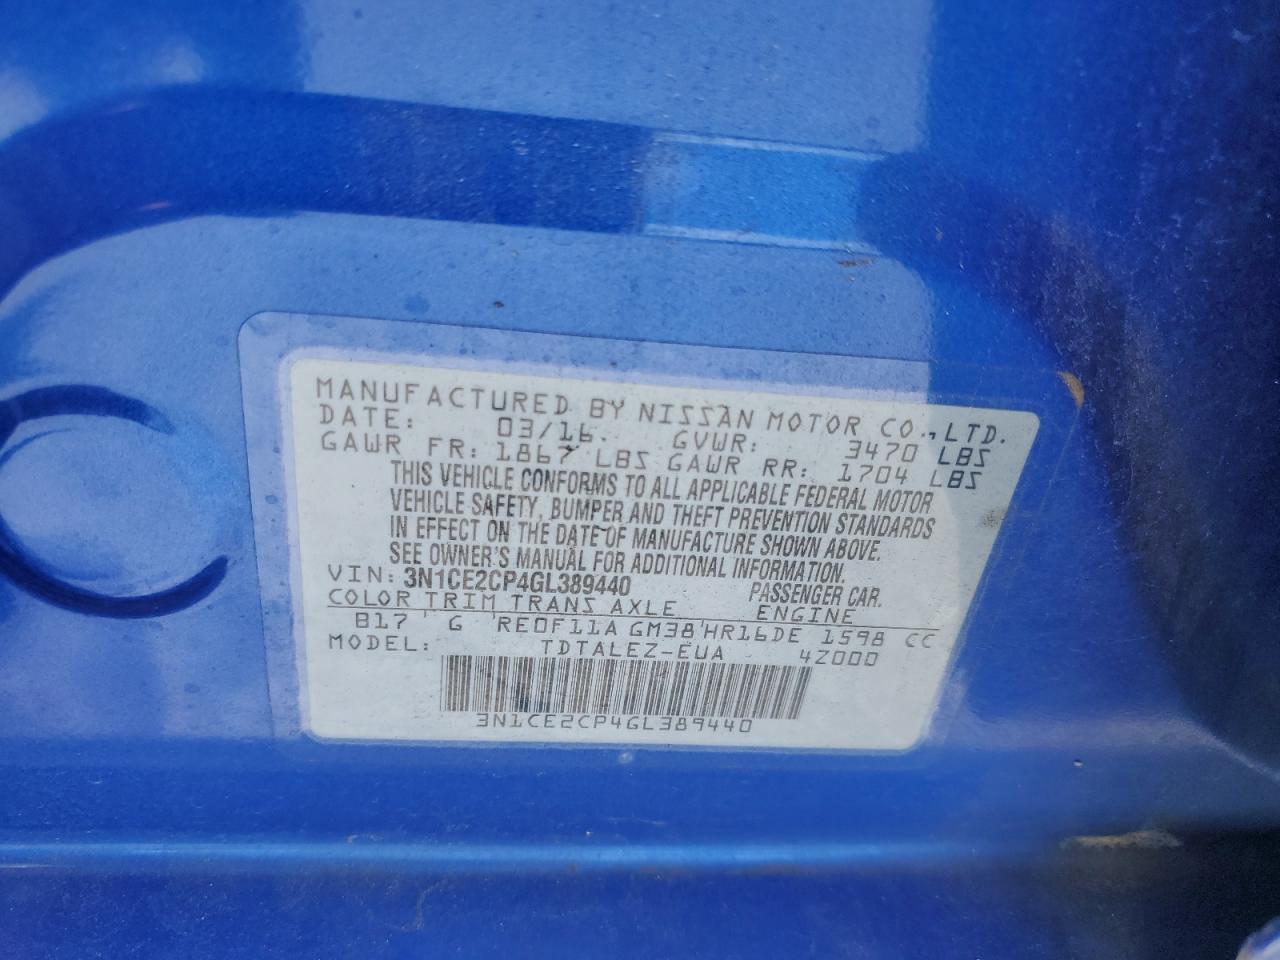 MANUFACTURED BY NISSAN MOTOR CO.,LTD.
DATE: 03/16. GVWR: 3470 LBS
GAWR FR: 1867 LBS GAWR RR: 1704 LBS
THIS VEHICLE CONFORMS TO ALL APPLICABLE FEDERAL MOTOR
VEHICLE SAFETY, BUMPER AND THEFT PREVENTION STANDARDS
IN EFFECT ON THE DATE OF MANUFACTURE SHOWN ABOVE.
SEE OWNER'S MANUAL FOR ADDITIONAL INFORMATION.
VIN: 3N1CE2CP4GL389440 PASSENGER CAR.
COLOR TRIM TRANS AXLE ENGINE
B17 G RE0F11A GM38 HR16DE 1598 CC
MODEL: TDTALEZ-EUA 4Z000
3N1CE2CP4GL389440